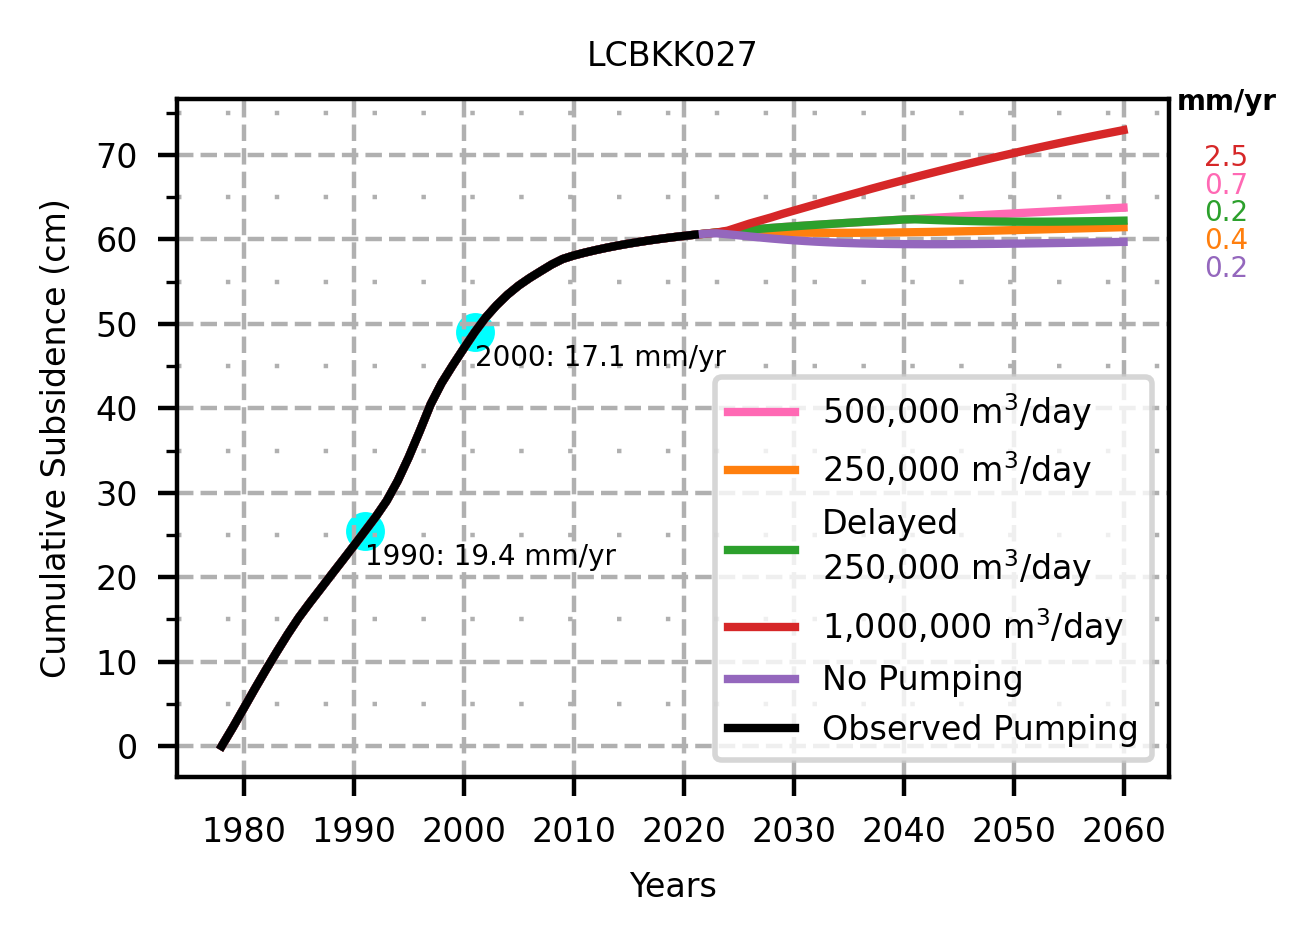 LCBKK027
mm/yr
2.5
0.7
0.2
0.4
0.2
Cumulative Subsidence (cm)
70
60
50
40
30
20
10
0
2000: 17.1 mm/yr
1990: 19.4 mm/yr
500,000 m³/day
250,000 m³/day
Delayed
250,000 m³/day
1,000,000 m³/day
No Pumping
Observed Pumping
1980 1990 2000 2010 2020 2030 2040 2050 2060
Years